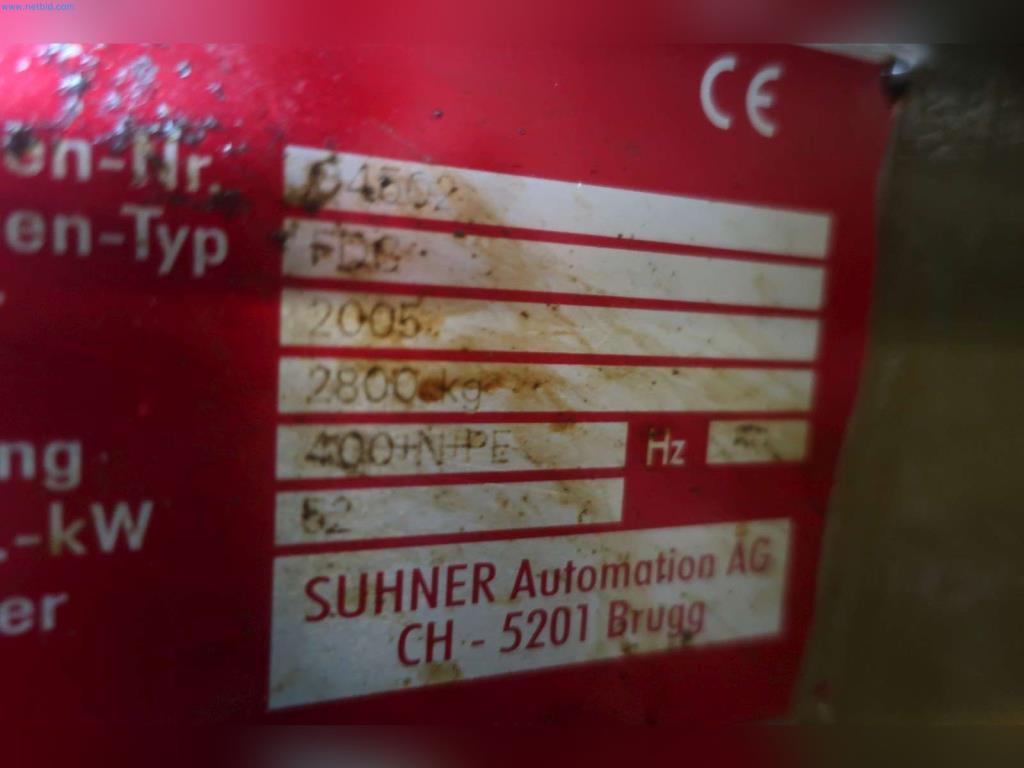 www.netbid.com
CE
en-Nr.
en-Typ
2005
2800 kg
ng 400+N+PE Hz
.-kW 52
er SUHNER Automation AG
CH - 5201 Brugg